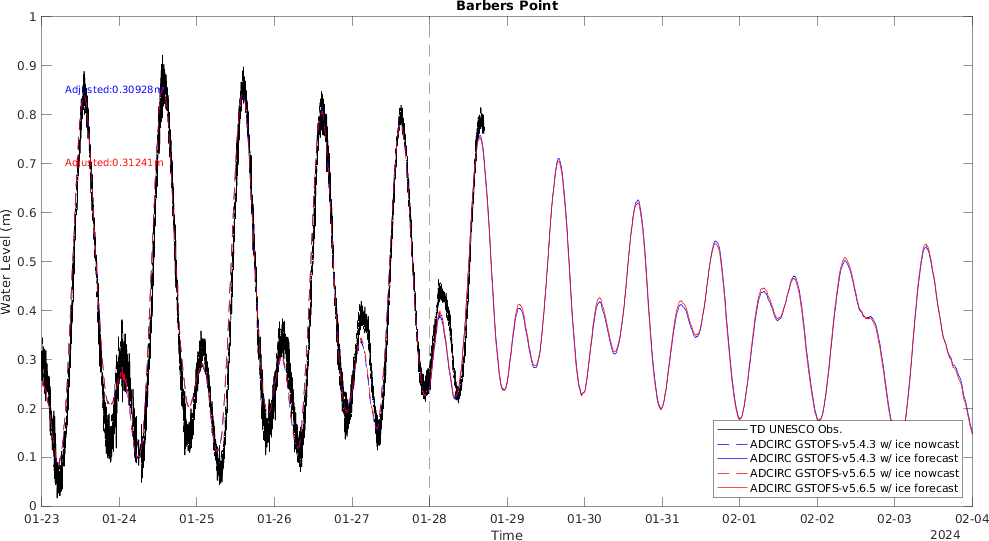 Barbers Point
1
0.9
0.8
0.7
0.6
0.5
0.4
0.3
0.2
0.1
0
Water Level (m)
Adjusted:0.30928m
Adjusted:0.31241m
TD UNESCO Obs.
ADCIRC GSTOFS-v5.4.3 w/ ice nowcast
ADCIRC GSTOFS-v5.4.3 w/ ice forecast
ADCIRC GSTOFS-v5.6.5 w/ ice nowcast
ADCIRC GSTOFS-v5.6.5 w/ ice forecast
01-23 01-24 01-25 01-26 01-27 01-28 01-29 01-30 01-31 02-01 02-02 02-03 02-04
Time
2024